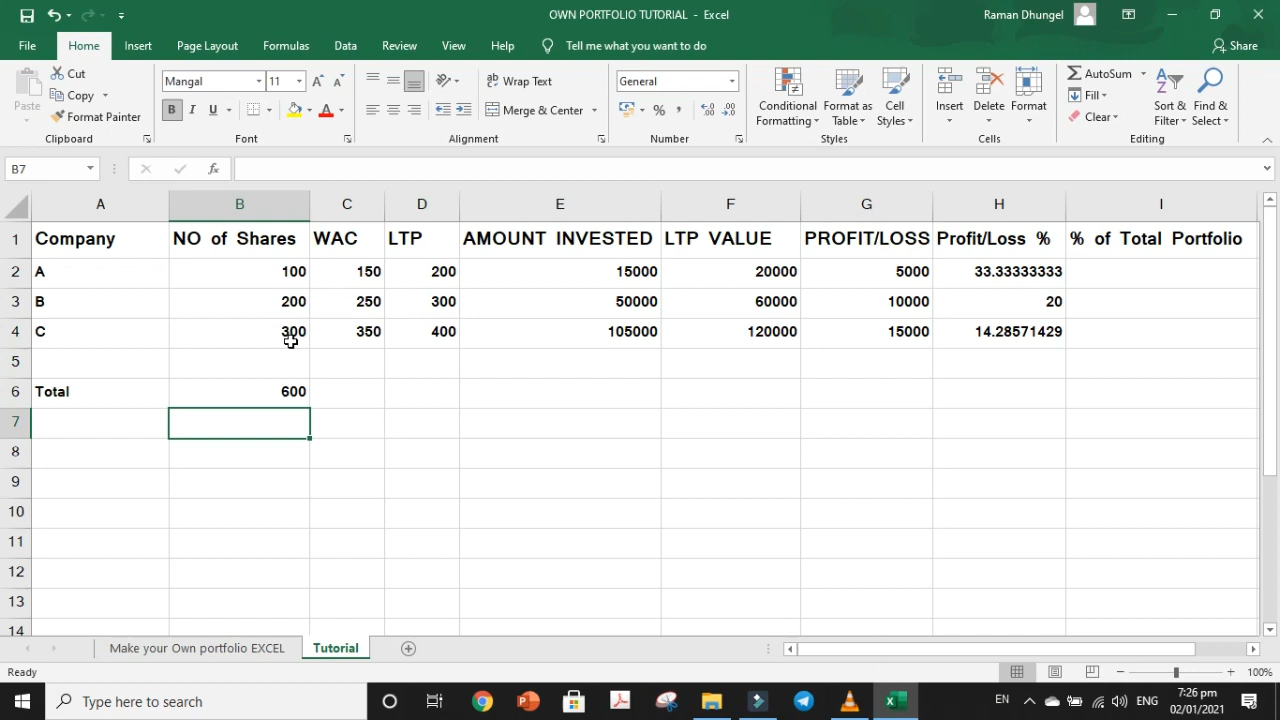 OWN PORTFOLIO TUTORIAL - Excel
Raman Dhungel
File Home Insert Page Layout Formulas Data Review View Help Tell me what you want to do Share
Paste
Cut
Copy
Format Painter
Clipboard
Mangal 11
B I U
Font
Wrap Text
Merge & Center
Alignment
General
Number
Conditional Formatting
Format as Table
Cell Styles
Styles
Insert Delete Format
Cells
AutoSum
Fill
Clear
Sort & Filter
Find & Select
Editing
B7 fx
A B C D E F G H I
1 Company NO of Shares WAC LTP AMOUNT INVESTED LTP VALUE PROFIT/LOSS Profit/Loss % % of Total Portfolio
2 A 100 150 200 15000 20000 5000 33.33333333
3 B 200 250 300 50000 60000 10000 20
4 C 300 350 400 105000 120000 15000 14.28571429
5
6 Total 600
7
8
9
10
11
12
13
14
Make your Own portfolio EXCEL Tutorial
Ready 100%
Type here to search
EN ENG
7:26 pm
02/01/2021